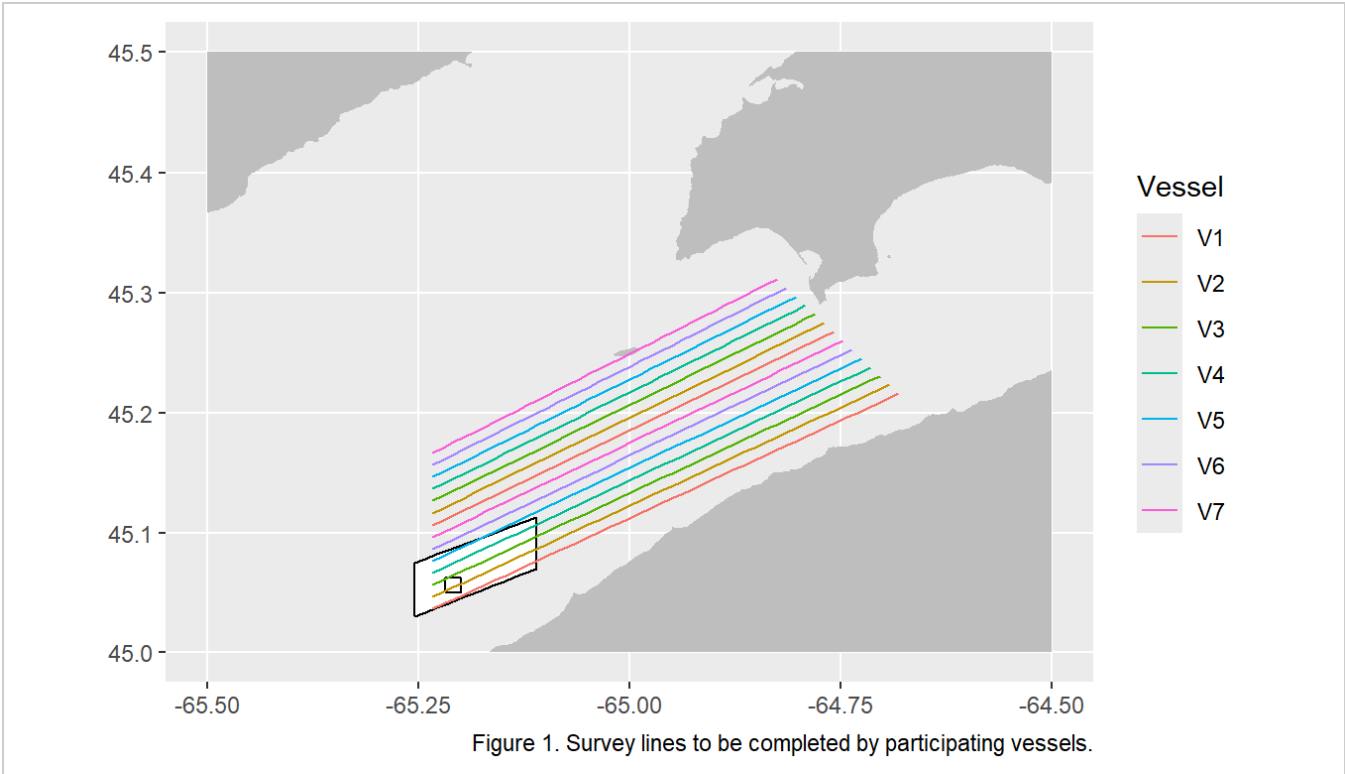 45.5
45.4
45.3
45.2
45.1
45.0
-65.50 -65.25 -65.00 -64.75 -64.50
Vessel
V1
V2
V3
V4
V5
V6
V7
Figure 1. Survey lines to be completed by participating vessels.